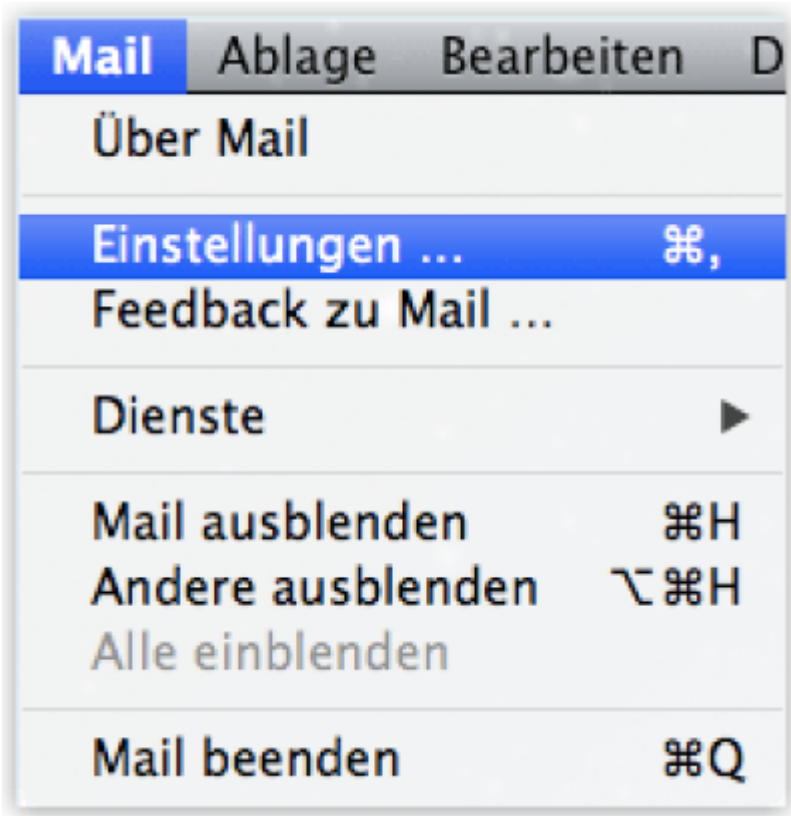 Mail Ablage Bearbeiten D
Über Mail
Einstellungen ... ⌘,
Feedback zu Mail ...
Dienste ▶
Mail ausblenden ⌘H
Andere ausblenden ⌥⌘H
Alle einblenden
Mail beenden ⌘Q